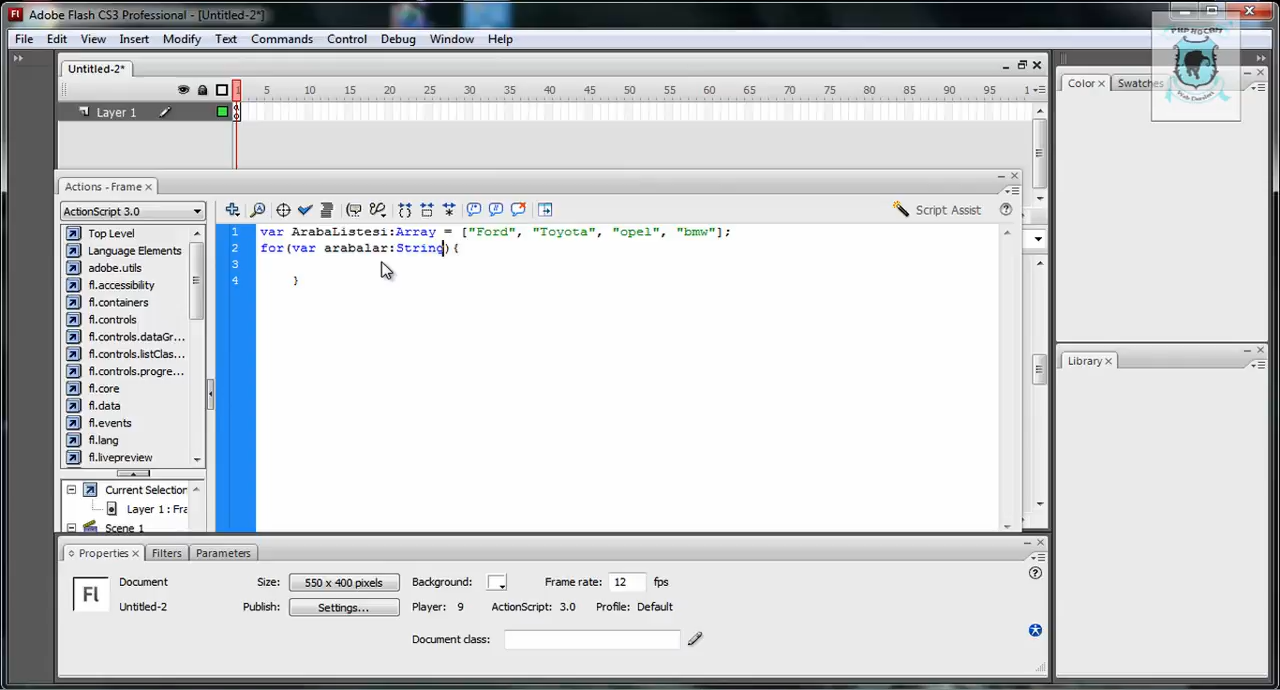 Adobe Flash CS3 Professional - [Untitled-2*]
File Edit View Insert Modify Text Commands Control Debug Window Help
Untitled-2*
1 5 10 15 20 25 30 35 40 45 50 55 60 65 70 75 80 85 90 95 1
Layer 1
Color Swatches
PHP HOCAM
Actions - Frame
ActionScript 3.0
Script Assist
Top Level
Language Elements
adobe.utils
fl.accessibility
fl.containers
fl.controls
fl.controls.dataGr...
fl.controls.listClas...
fl.controls.progre...
fl.core
fl.data
fl.events
fl.lang
fl.livepreview
1 var ArabaListesi:Array = ["Ford", "Toyota", "opel", "bmw"];
2 for(var arabalar:String){
3
4 }
Library
Current Selection
Layer 1 : Fra
Scene 1
Properties Filters Parameters
Fl
Document
Untitled-2
Size: 550 x 400 pixels Background: Frame rate: 12 fps
Publish: Settings... Player: 9 ActionScript: 3.0 Profile: Default
Document class: